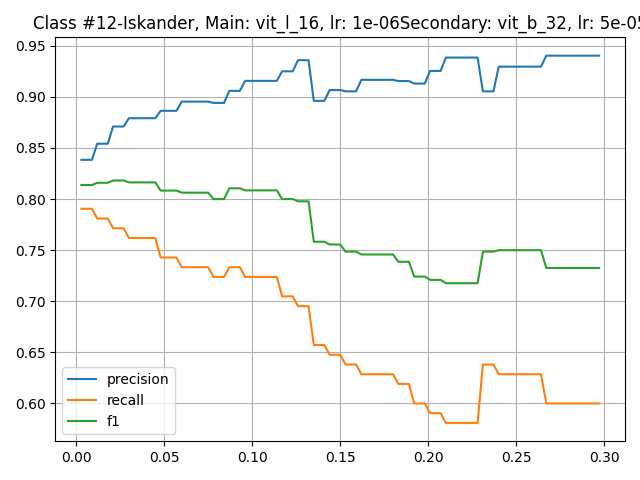 Class #12-Iskander, Main: vit_l_16, lr: 1e-06Secondary: vit_b_32, lr: 5e-05
0.95
0.90
0.85
0.80
0.75
0.70
0.65
0.60
precision
recall
f1
0.00 0.05 0.10 0.15 0.20 0.25 0.30